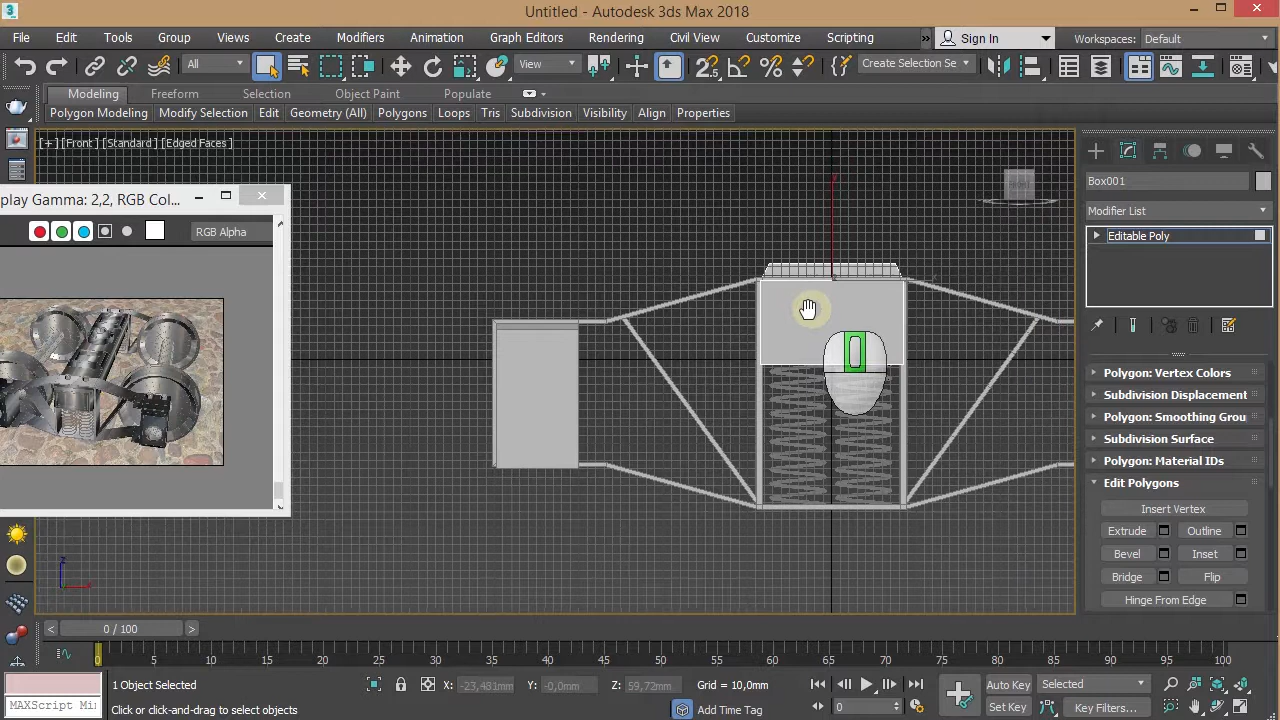 Untitled - Autodesk 3ds Max 2018
File Edit Tools Group Views Create Modifiers Animation Graph Editors Rendering Civil View Customize Scripting » Sign In Workspaces: Default
All View Create Selection Se
Modeling Freeform Selection Object Paint Populate
Polygon Modeling Modify Selection Edit Geometry (All) Polygons Loops Tris Subdivision Visibility Align Properties
[+] [Front] [Standard] [Edged Faces]
play Gamma: 2,2, RGB Col...
RGB Alpha
FRONT
Box001
Modifier List
Editable Poly
Polygon: Vertex Colors
Subdivision Displacement
Polygon: Smoothing Grou
Subdivision Surface
Polygon: Material IDs
Edit Polygons
Insert Vertex
Extrude Outline
Bevel Inset
Bridge Flip
Hinge From Edge
z
x
< 0 / 100 >
0 5 10 15 20 25 30 35 40 45 50 55 60 65 70 75 80 85 90 95 100
1 Object Selected X: -23,481mm Y: -0,0mm Z: 59,72mm Grid = 10,0mm Auto Key Selected
MAXScript Mi Click or click-and-drag to select objects Add Time Tag 0 Set Key Key Filters...